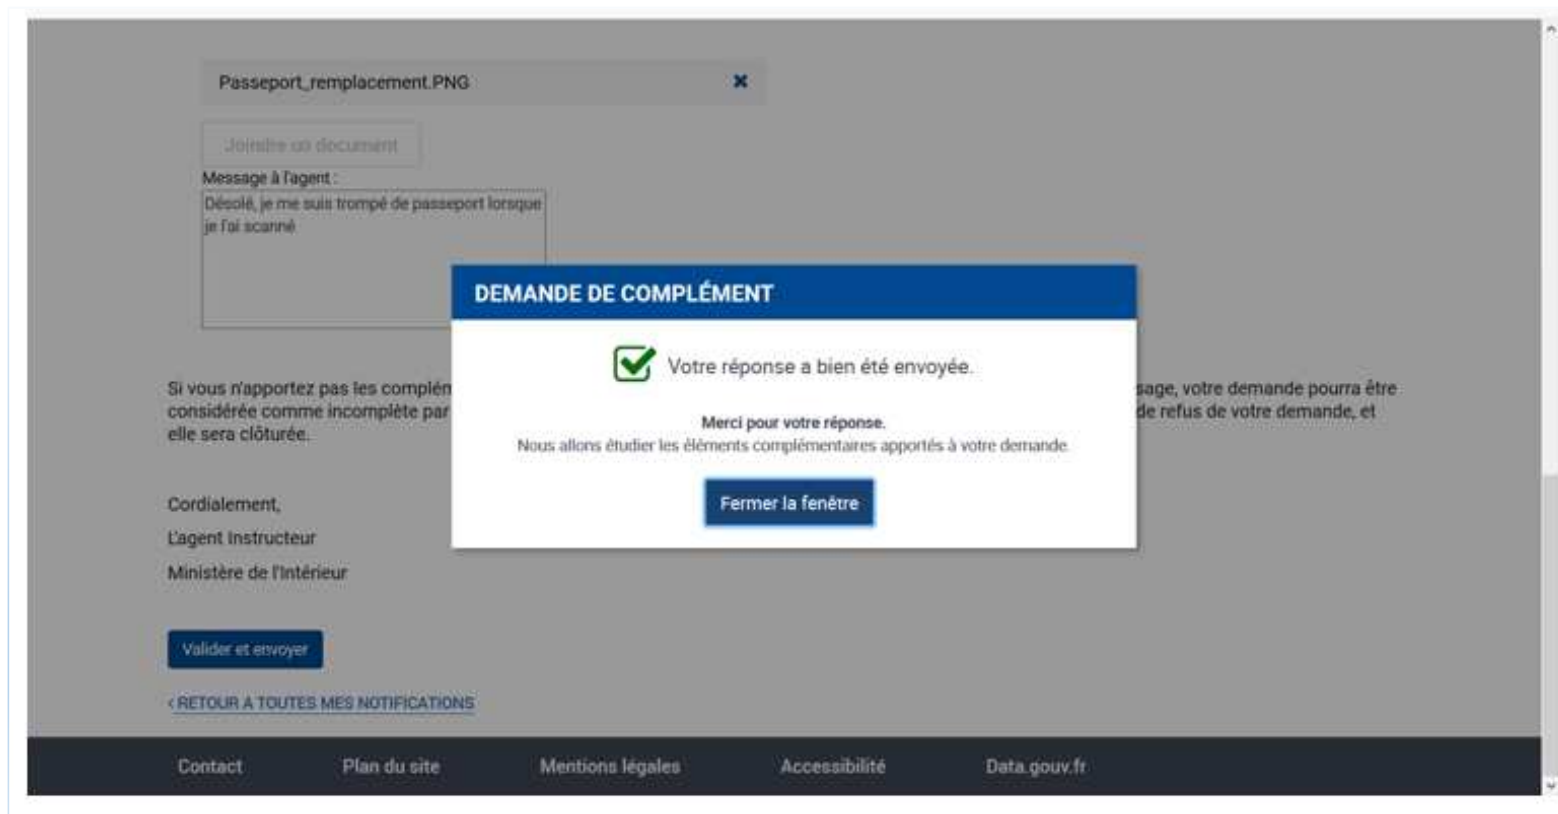 Passeport_remplacement.PNG
Joindre un document
Message à l'agent :
Désolé, je me suis trompé de passeport lorsque
je l'ai scanné
DEMANDE DE COMPLÉMENT
Votre réponse a bien été envoyée.
Merci pour votre réponse.
Nous allons étudier les éléments complémentaires apportés à votre demande.
Fermer la fenêtre
Si vous n'apportez pas les complém sage, votre demande pourra être
considérée comme incomplète par de refus de votre demande, et
elle sera clôturée.
Cordialement,
L'agent Instructeur
Ministère de l'Intérieur
Valider et envoyer
< RETOUR A TOUTES MES NOTIFICATIONS
Contact Plan du site Mentions légales Accessibilité Data.gouv.fr